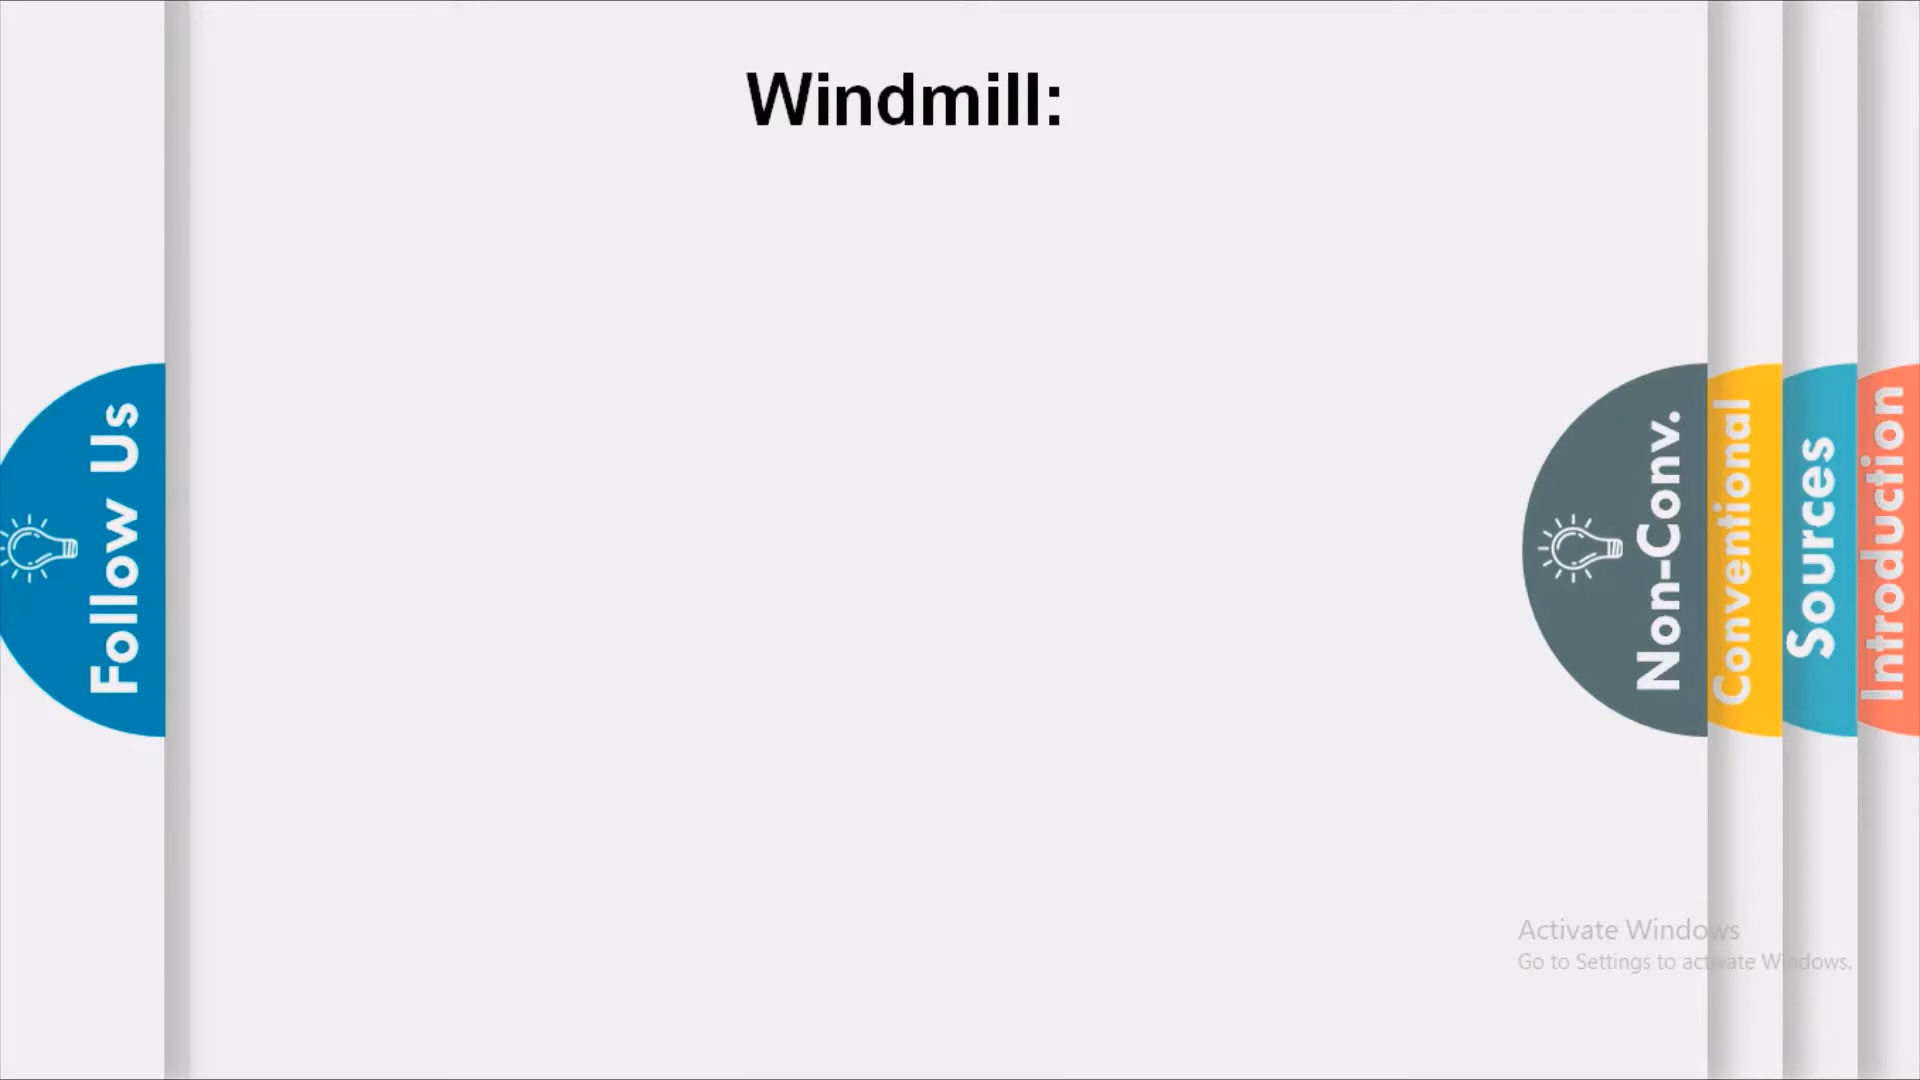 Windmill:
Follow Us
Non-Conv.
Conventional
Sources
Introduction
Activate Windows
Go to Settings to activate Windows.